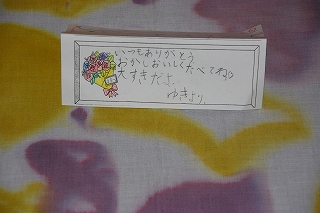 いつもありがとう
おかしおいしくたべてね。
大すきだよ。
ゆきより